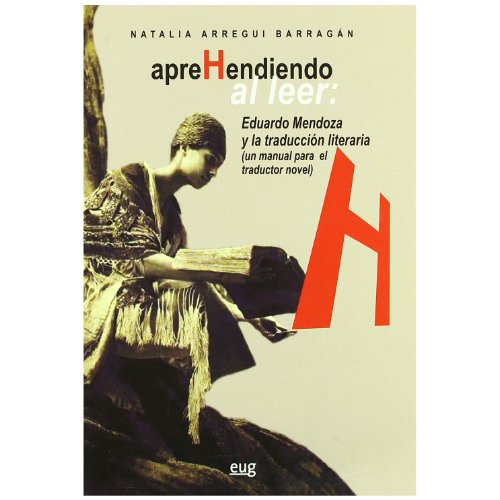 NATALIA ARREGUI BARRAGÁN
apreHendiendo
al leer:
Eduardo Mendoza
y la traducción literaria
(un manual para el
traductor novel)
H
eug